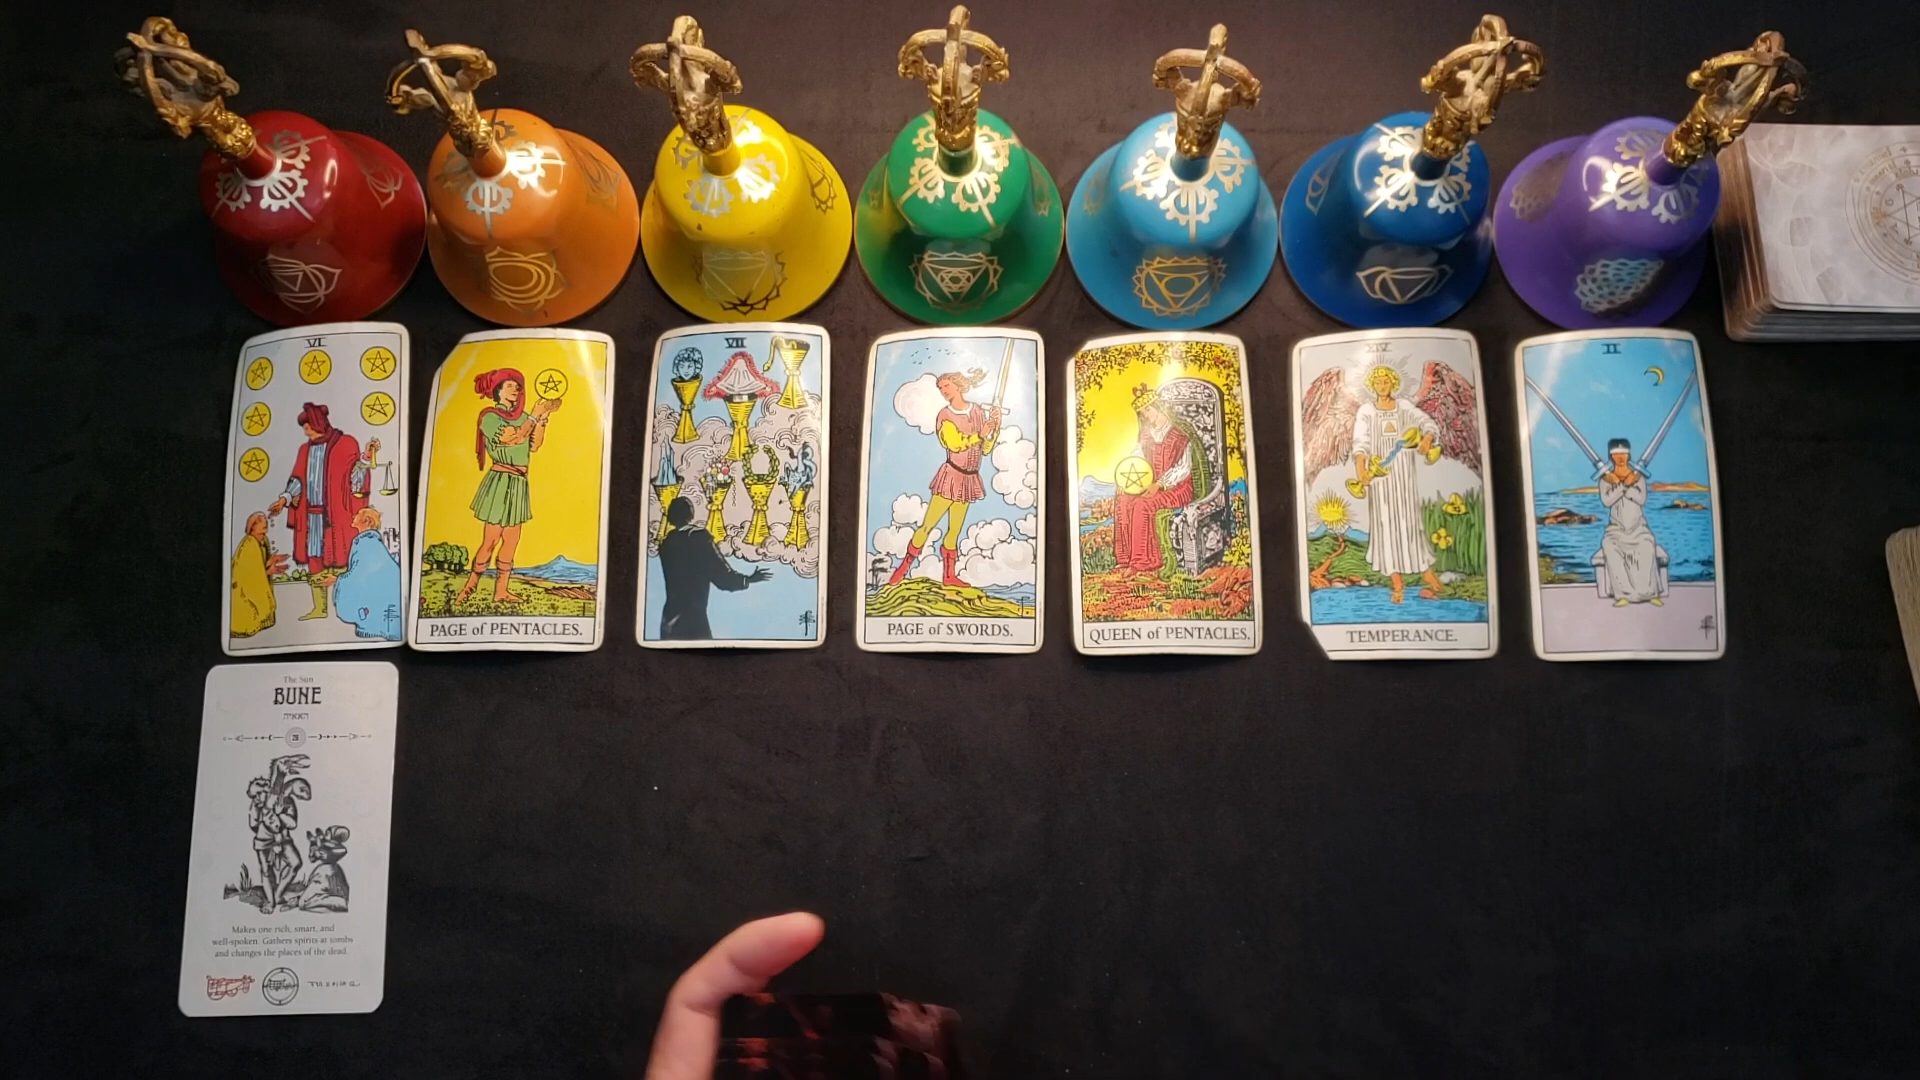 VI
PAGE of PENTACLES.
VII
PAGE of SWORDS.
QUEEN of PENTACLES.
XIV
TEMPERANCE.
II
The Sun
BUNE
Makes one rich, smart, and
well-spoken. Gathers spirits at tombs
and changes the places of the dead.